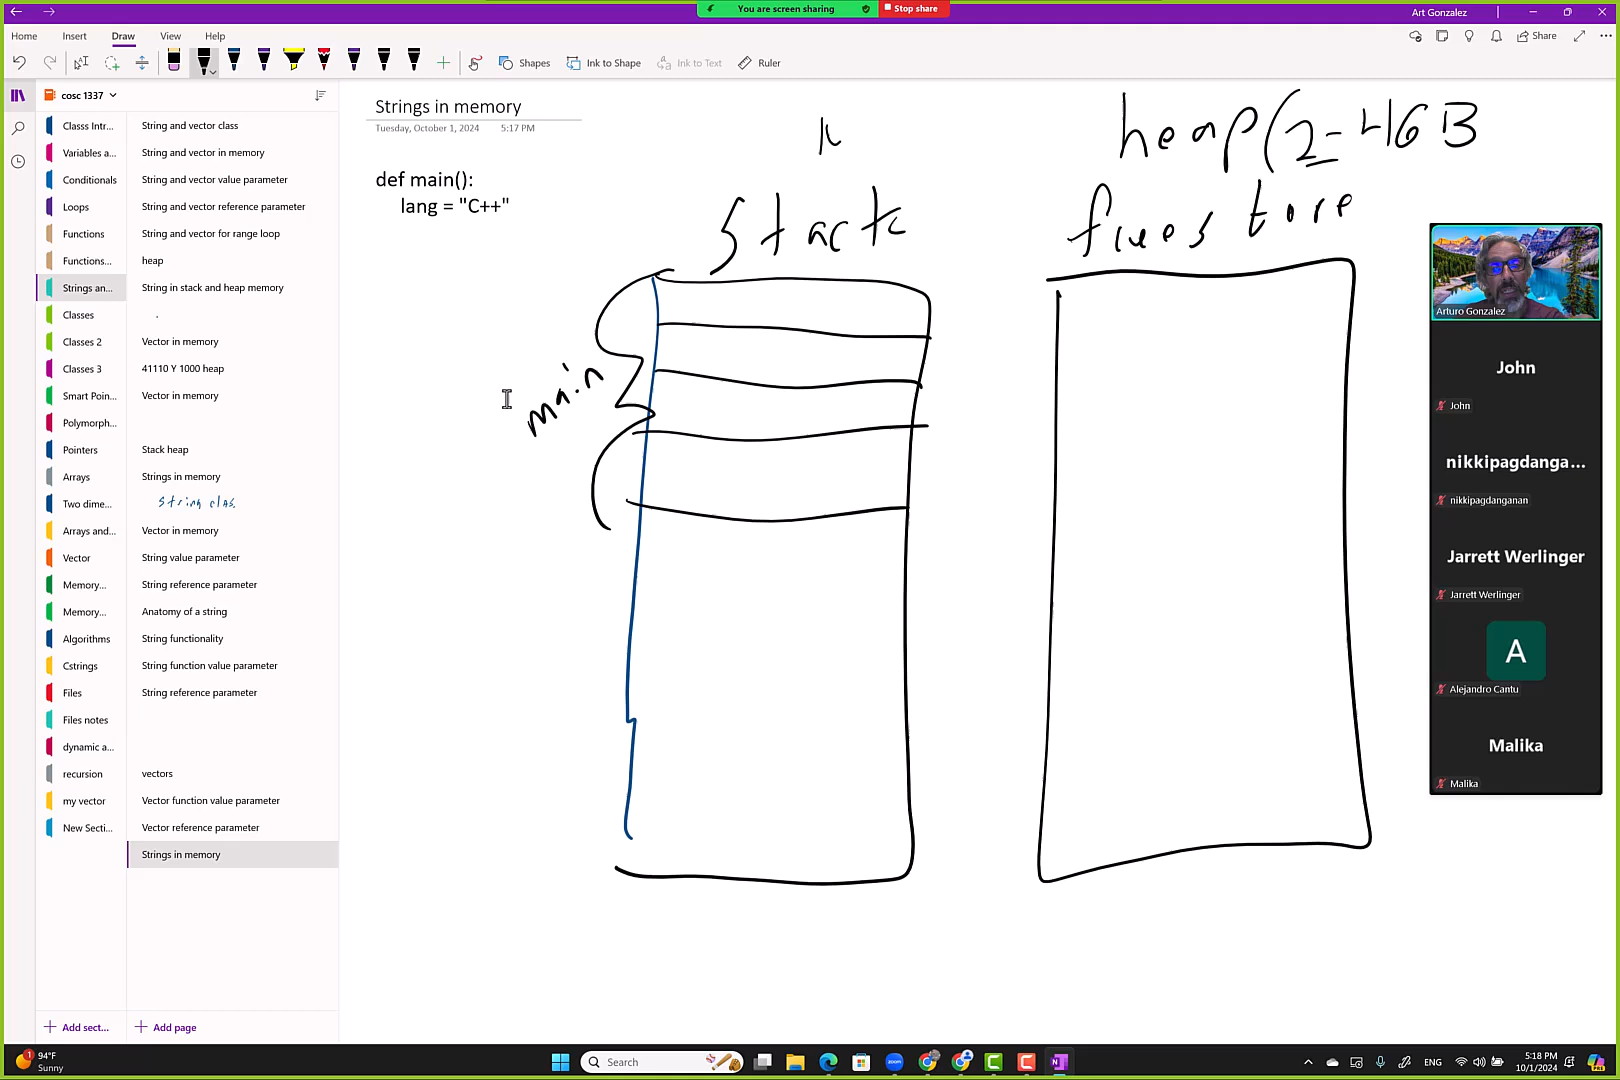 You are screen sharing
Stop share
Art Gonzalez
Home Insert Draw View Help
Share
Shapes
Ink to Shape
Ink to Text
Ruler
cosc 1337
Classs Intr...
Variables a...
Conditionals
Loops
Functions
Functions...
Strings an...
Classes
Classes 2
Classes 3
Smart Poin...
Polymorph...
Pointers
Arrays
Two dime...
Arrays and...
Vector
Memory...
Memory...
Algorithms
Cstrings
Files
Files notes
dynamic a...
recursion
my vector
New Secti...
Add sect...
String and vector class
String and vector in memory
String and vector value parameter
String and vector reference parameter
String and vector for range loop
heap
String in stack and heap memory
.
Vector in memory
41110 Y 1000 heap
Vector in memory
Stack heap
Strings in memory
string clas.
Vector in memory
String value parameter
String reference parameter
Anatomy of a string
String functionality
String function value parameter
String reference parameter
vectors
Vector function value parameter
Vector reference parameter
Strings in memory
Add page
Strings in memory
Tuesday, October 1, 2024 5:17 PM
def main():
lang = "C++"
stack
heap(2-4GB
freestore
main
Arturo Gonzalez
John
John
nikkipagdanga...
nikkipagdanganan
Jarrett Werlinger
Jarrett Werlinger
A
Alejandro Cantu
Malika
Malika
1
94°F
Sunny
Search
zoom
ENG
5:18 PM
10/1/2024